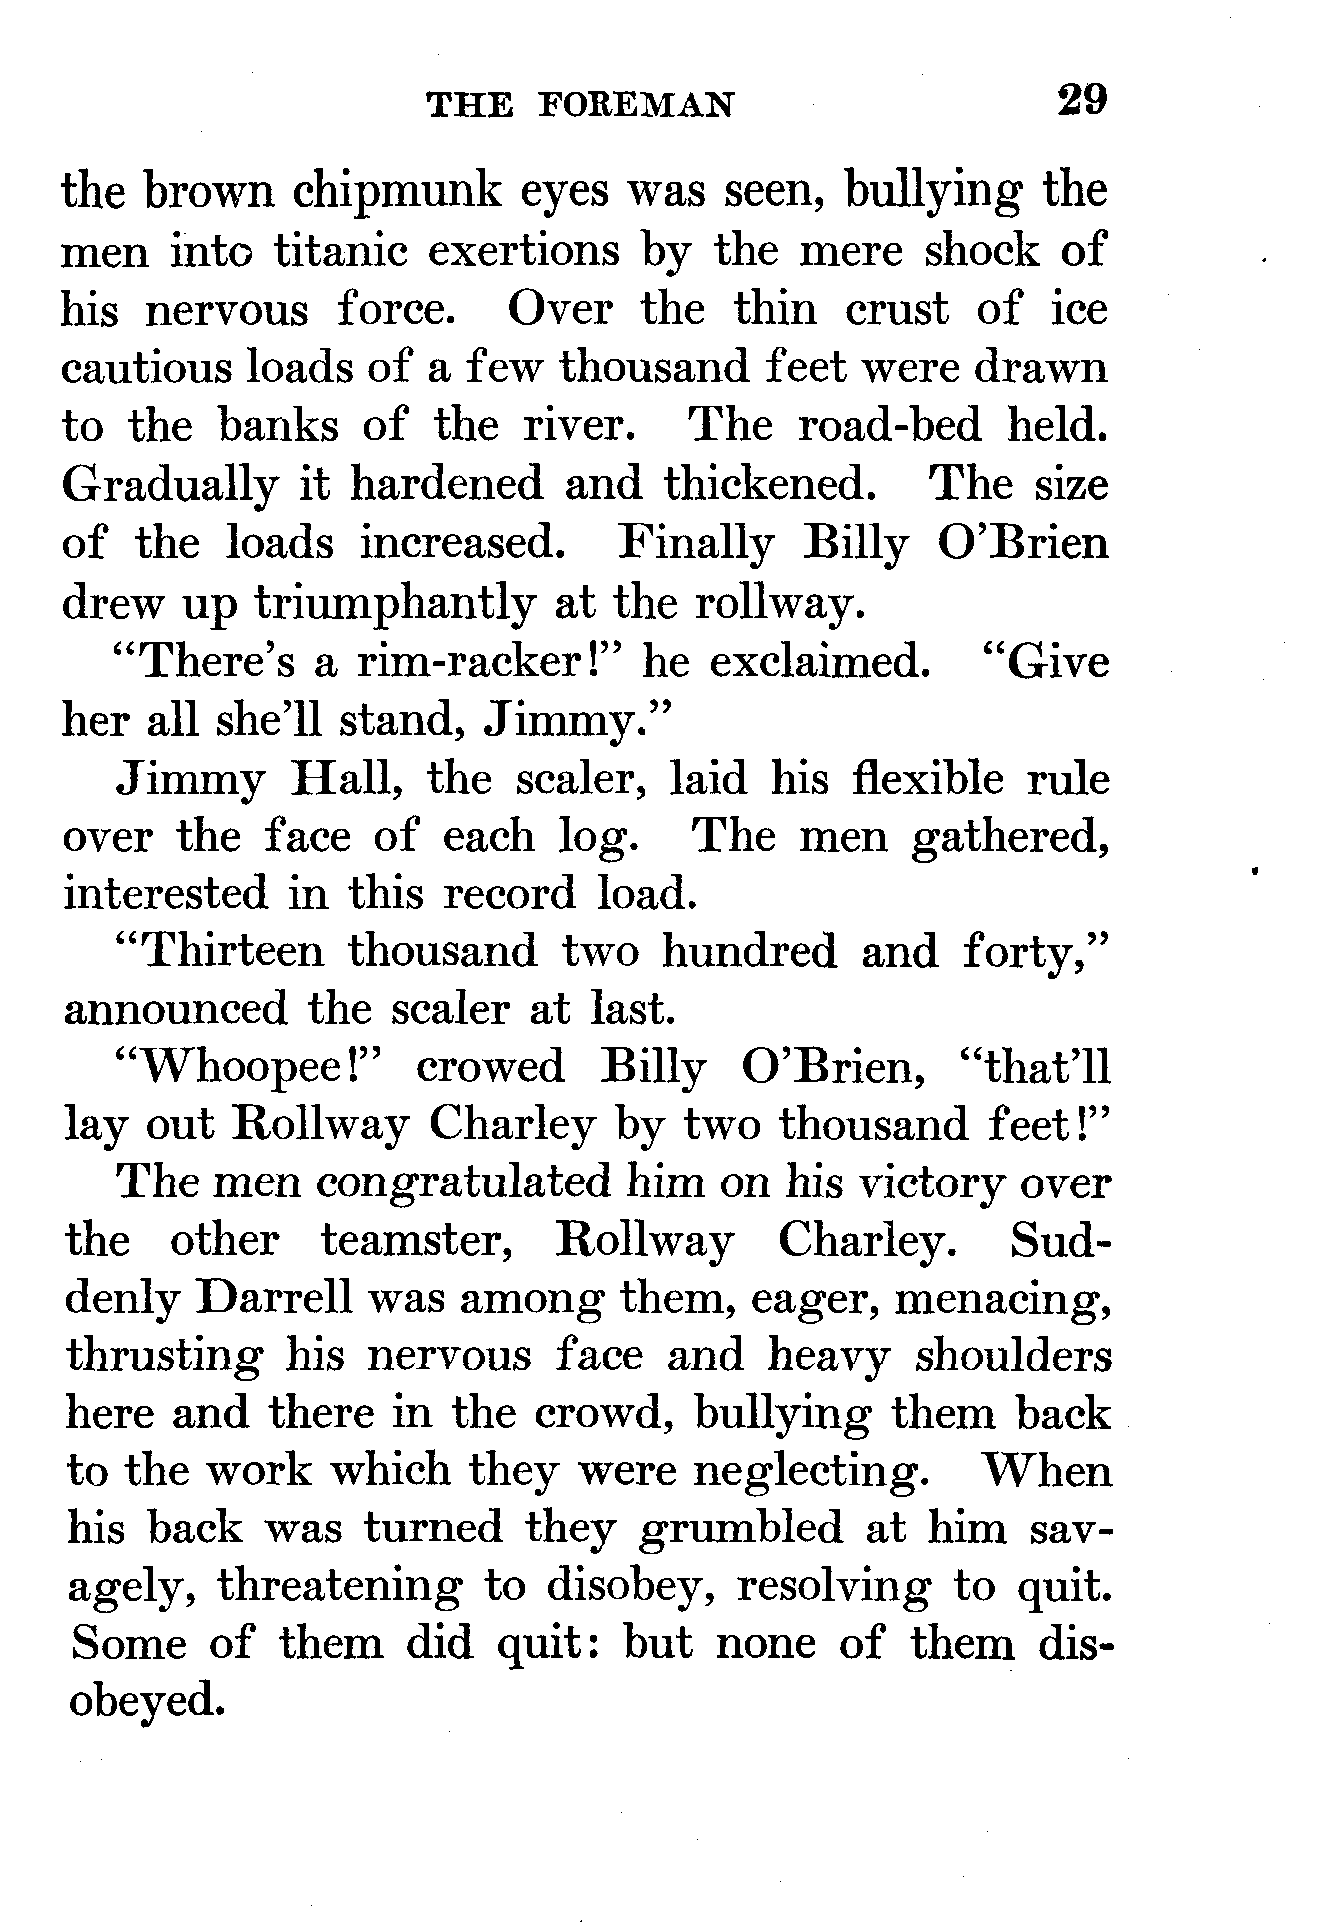 THE FOREMAN 29
the brown chipmunk eyes was seen, bullying the
men into titanic exertions by the mere shock of
his nervous force. Over the thin crust of ice
cautious loads of a few thousand feet were drawn
to the banks of the river. The road-bed held.
Gradually it hardened and thickened. The size
of the loads increased. Finally Billy O’Brien
drew up triumphantly at the rollway.
“There’s a rim-racker!” he exclaimed. “Give
her all she’ll stand, Jimmy.”
Jimmy Hall, the scaler, laid his flexible rule
over the face of each log. The men gathered,
interested in this record load.
“Thirteen thousand two hundred and forty,”
announced the scaler at last.
“Whoopee!” crowed Billy O’Brien, “that’ll
lay out Rollway Charley by two thousand feet!”
The men congratulated him on his victory over
the other teamster, Rollway Charley. Sud-
denly Darrell was among them, eager, menacing,
thrusting his nervous face and heavy shoulders
here and there in the crowd, bullying them back
to the work which they were neglecting. When
his back was turned they grumbled at him sav-
agely, threatening to disobey, resolving to quit.
Some of them did quit: but none of them dis-
obeyed.